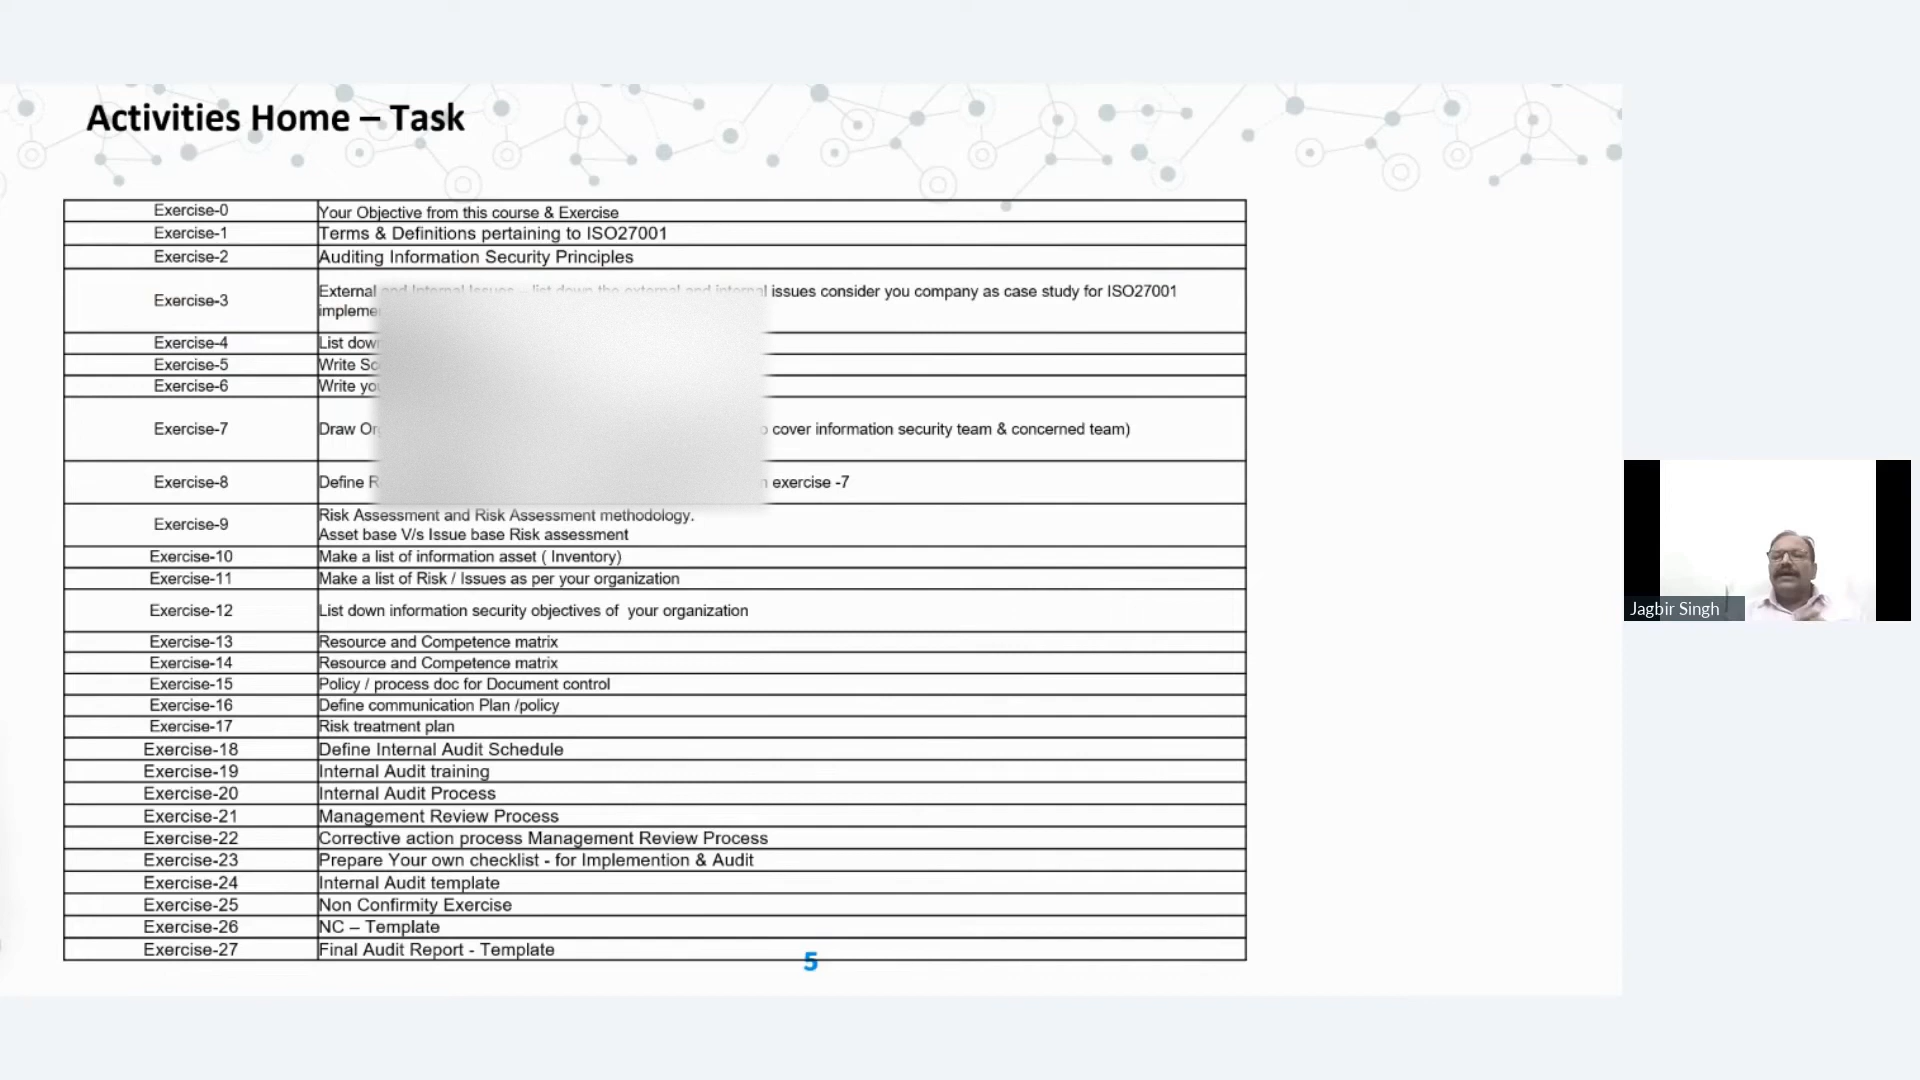 Activities Home – Task
Exercise-0 Your Objective from this course & Exercise
Exercise-1 Terms & Definitions pertaining to ISO27001
Exercise-2 Auditing Information Security Principles
Exercise-3 External and Internal Issues – list down the external and internal issues consider you company as case study for ISO27001
Exercise-4 List
Exercise-5 Write
Exercise-6 Write
Exercise-7 Draw cover information security team & concerned team)
Exercise-8 Define exercise -7
Exercise-9 Risk Assessment and Risk Assessment methodology.
Asset base V/s Issue base Risk assessment
Exercise-10 Make a list of information asset ( Inventory)
Exercise-11 Make a list of Risk / Issues as per your organization
Exercise-12 List down information security objectives of your organization
Exercise-13 Resource and Competence matrix
Exercise-14 Resource and Competence matrix
Exercise-15 Policy / process doc for Document control
Exercise-16 Define communication Plan /policy
Exercise-17 Risk treatment plan
Exercise-18 Define Internal Audit Schedule
Exercise-19 Internal Audit training
Exercise-20 Internal Audit Process
Exercise-21 Management Review Process
Exercise-22 Corrective action process Management Review Process
Exercise-23 Prepare Your own checklist - for Implemention & Audit
Exercise-24 Internal Audit template
Exercise-25 Non Confirmity Exercise
Exercise-26 NC – Template
Exercise-27 Final Audit Report - Template
5
Jagbir Singh